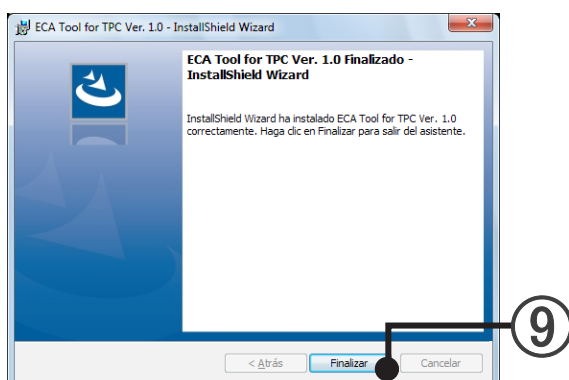 ECA Tool for TPC Ver. 1.0 - InstallShield Wizard
ECA Tool for TPC Ver. 1.0 Finalizado -
InstallShield Wizard
InstallShield Wizard ha instalado ECA Tool for TPC Ver. 1.0
correctamente. Haga clic en Finalizar para salir del asistente.
< Atrás Finalizar Cancelar
9